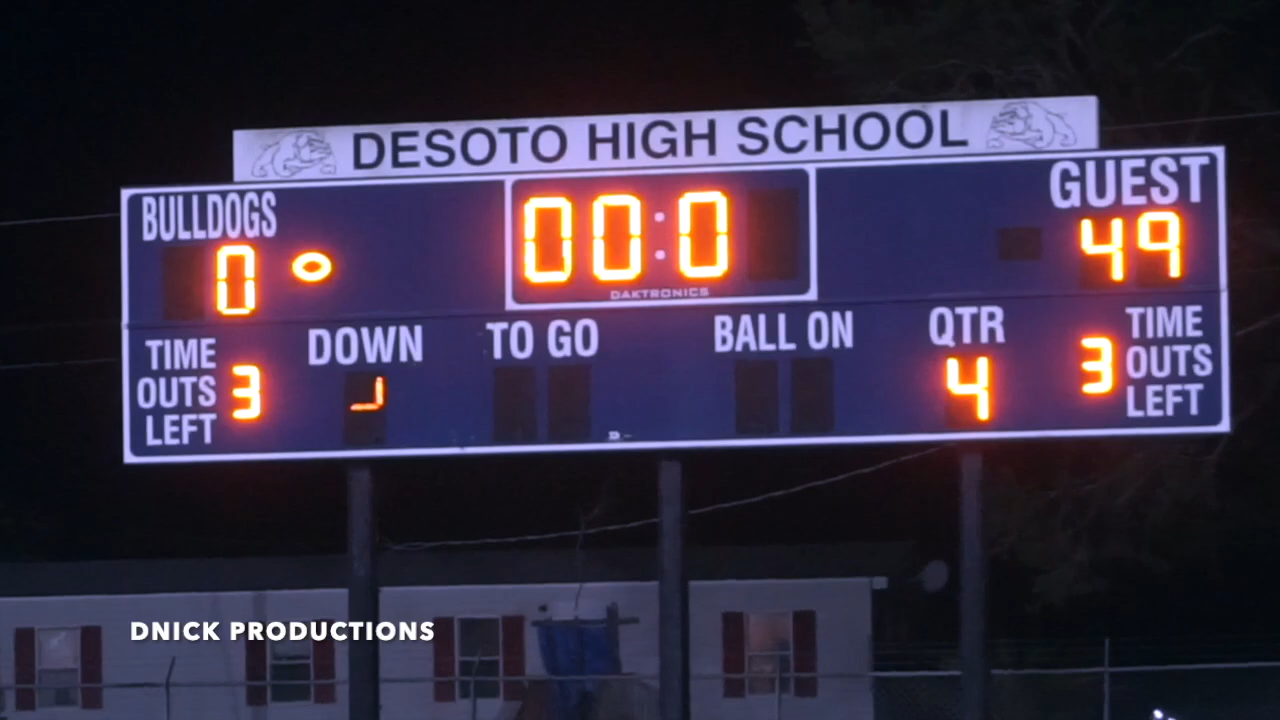 DESOTO HIGH SCHOOL
BULLDOGS
0
00:0
DAKTRONICS
GUEST
49
TIME
OUTS
LEFT
3
DOWN
TO GO
BALL ON
QTR
4
3
TIME
OUTS
LEFT
DNICK PRODUCTIONS